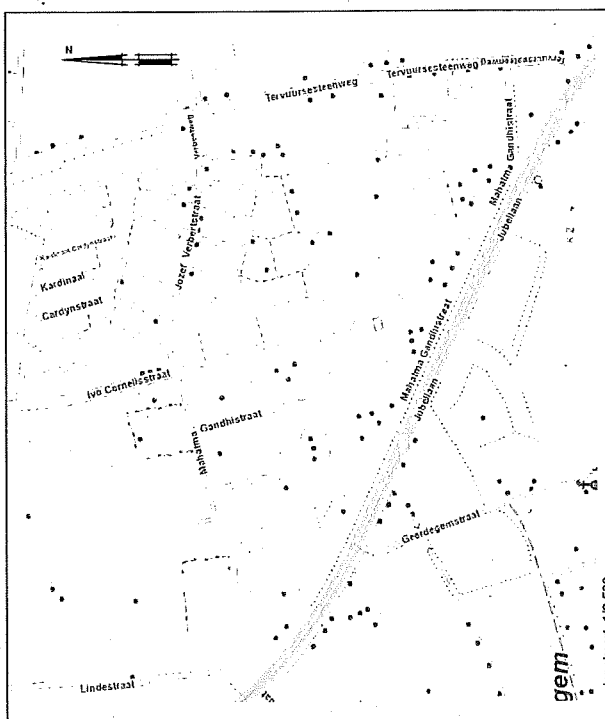 N
Tervuursesteenweg
Tervuursesteenweg
Tervuursesteenweg
Mahatma Gandhistraat
Jubellaan
Jozef Verbertstraat
Kardinaal
Cardynstraat
Ivo Cornelisstraat
Mahatma Gandhistraat
Jubellaan
Mahatma
Gandhistraat
Geerdegemstraat
Lindestraat
gem